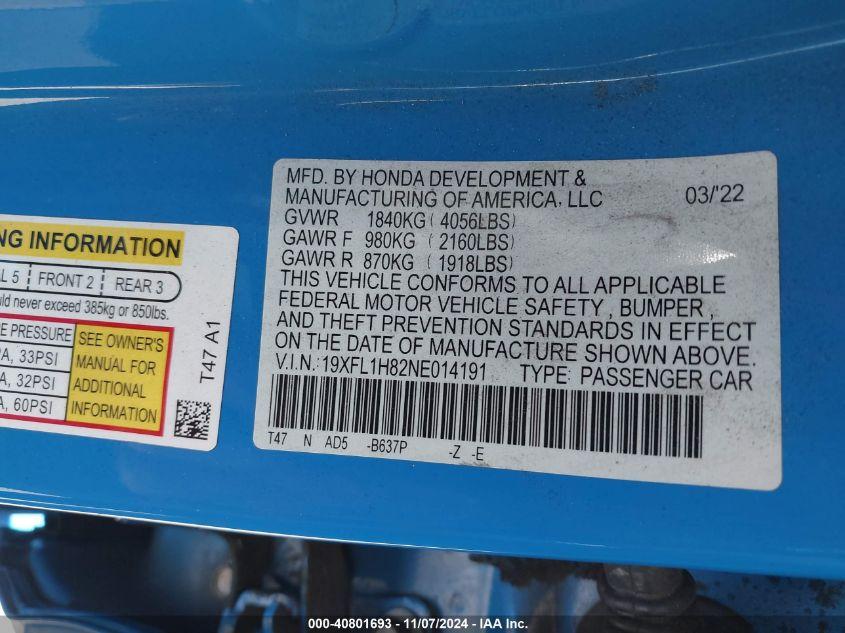 MFD. BY HONDA DEVELOPMENT &
MANUFACTURING OF AMERICA, LLC 03/'22
GVWR 1840KG ( 4056LBS)
GAWR F 980KG ( 2160LBS)
GAWR R 870KG ( 1918LBS)
THIS VEHICLE CONFORMS TO ALL APPLICABLE
FEDERAL MOTOR VEHICLE SAFETY , BUMPER,
AND THEFT PREVENTION STANDARDS IN EFFECT
ON THE DATE OF MANUFACTURE SHOWN ABOVE.
V.I.N.: 19XFL1H82NE014191 TYPE: PASSENGER CAR
T47 N AD5 -B637P -Z -E
INFORMATION
5 FRONT 2 REAR 3
never exceed 385kg or 850lbs.
PRESSURE
33PSI
32PSI
60PSI
SEE OWNER'S
MANUAL FOR
ADDITIONAL
INFORMATION
T47 A1
000-40801693 - 11/07/2024 - IAA Inc.